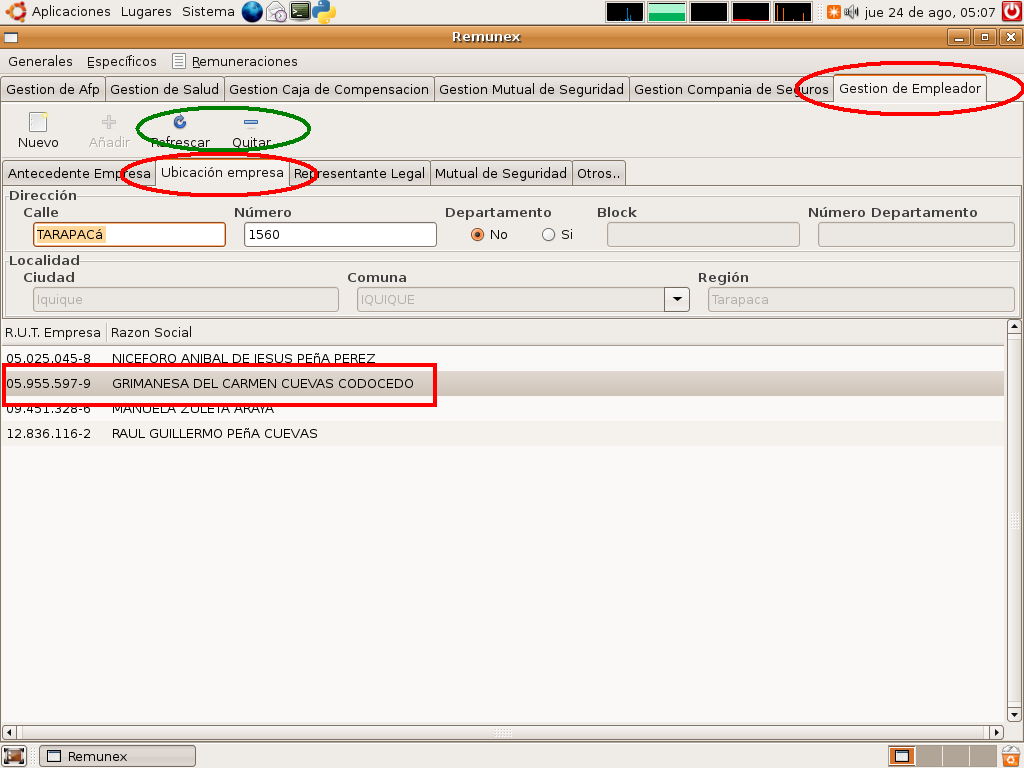 Aplicaciones Lugares Sistema jue 24 de ago, 05:07
Remunex
Generales Específicos Remuneraciones
Gestion de Afp Gestion de Salud Gestion Caja de Compensacion Gestion Mutual de Seguridad Gestion Compania de Seguros Gestion de Empleador
Nuevo Añadir Refrescar Quitar
Antecedente Empresa Ubicación empresa Representante Legal Mutual de Seguridad Otros..
Dirección
Calle Número Departamento Block Número Departamento
TARAPACá 1560 No Si
Localidad
Ciudad Comuna Región
Iquique IQUIQUE Tarapaca
R.U.T. Empresa Razon Social
05.025.045-8 NICEFORO ANIBAL DE JESUS PEñA PEREZ
05.955.597-9 GRIMANESA DEL CARMEN CUEVAS CODOCEDO
09.451.328-6 MANUELA ZULETA ARAYA
12.836.116-2 RAUL GUILLERMO PEñA CUEVAS
Remunex